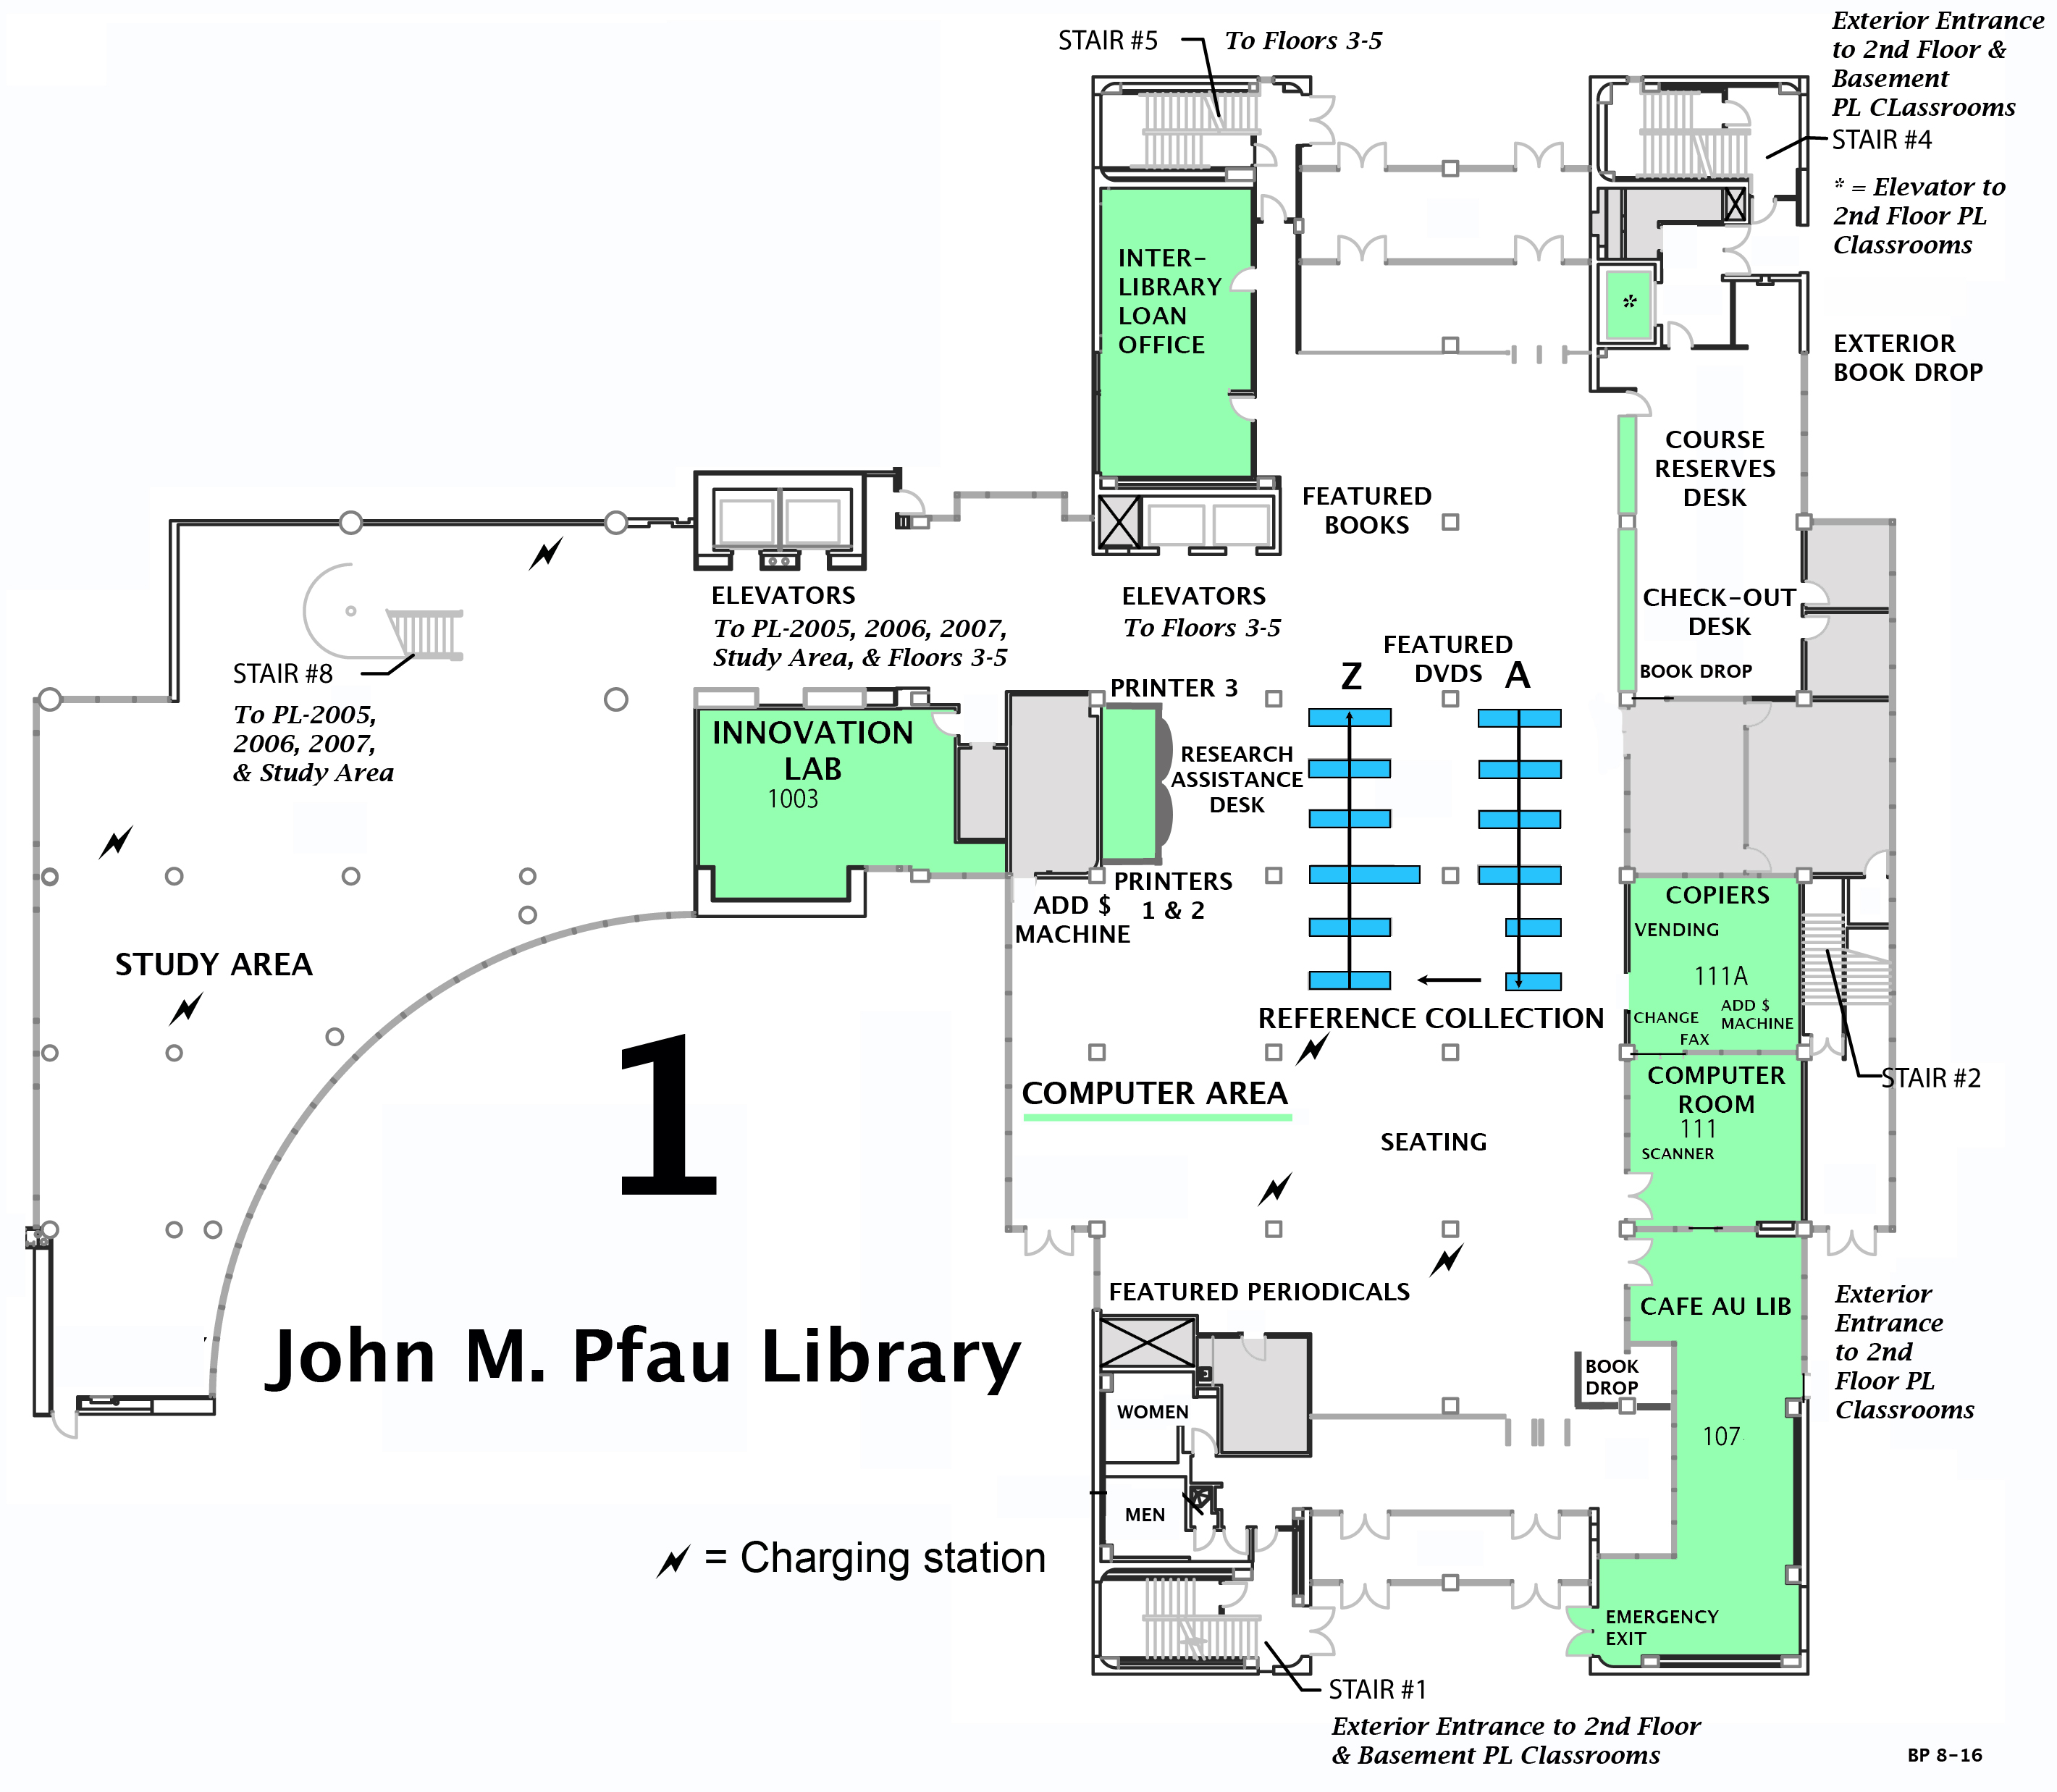 STAIR #5
To Floors 3-5
Exterior Entrance
to 2nd Floor &
Basement
PL CLassrooms
STAIR #4
* = Elevator to
2nd Floor PL
Classrooms
INTER-
LIBRARY
LOAN
OFFICE
*
EXTERIOR
BOOK DROP
COURSE
RESERVES
DESK
FEATURED
BOOKS
ELEVATORS
To PL-2005, 2006, 2007,
Study Area, & Floors 3-5
ELEVATORS
To Floors 3-5
CHECK-OUT
DESK
BOOK DROP
FEATURED
DVDS
Z
A
STAIR #8
To PL-2005,
2006, 2007,
& Study Area
PRINTER 3
INNOVATION
LAB
1003
RESEARCH
ASSISTANCE
DESK
PRINTERS
1 & 2
ADD $
MACHINE
COPIERS
VENDING
111A
CHANGE
ADD $
MACHINE
FAX
STUDY AREA
REFERENCE COLLECTION
COMPUTER AREA
COMPUTER
ROOM
111
SCANNER
STAIR #2
SEATING
1
John M. Pfau Library
FEATURED PERIODICALS
CAFE AU LIB
Exterior
Entrance
to 2nd
Floor PL
Classrooms
BOOK
DROP
WOMEN
107
MEN
= Charging station
EMERGENCY
EXIT
STAIR #1
Exterior Entrance to 2nd Floor
& Basement PL Classrooms
BP 8-16